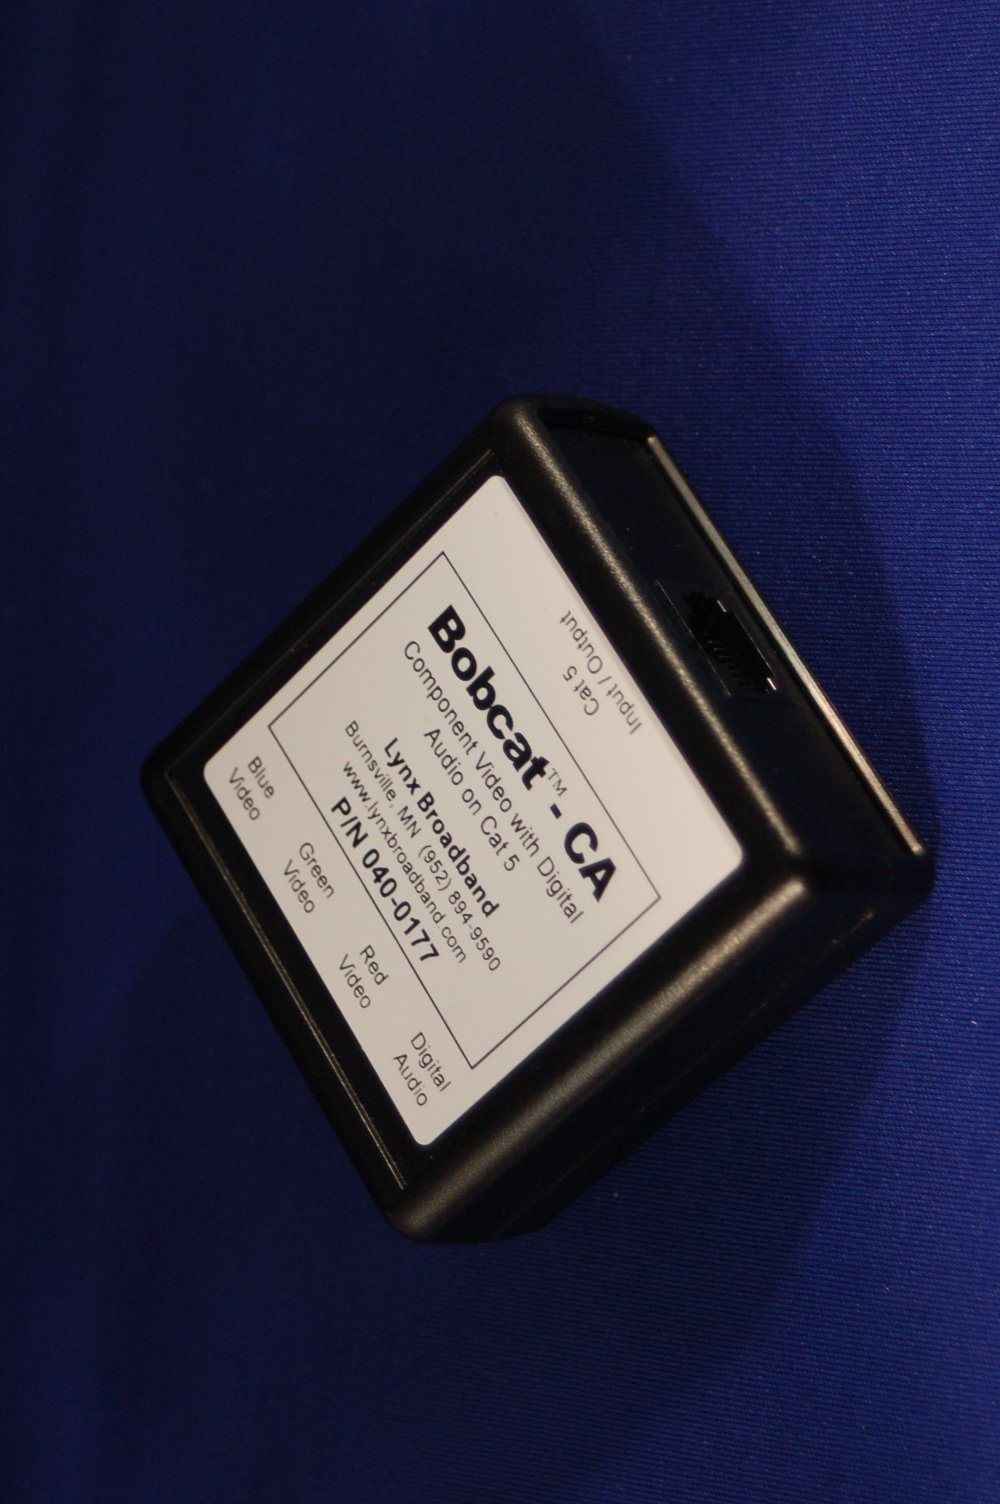 Input / Output
Cat 5
Bobcat™ - CA
Component Video with Digital
Audio on Cat 5
Lynx Broadband
Burnsville, MN (952) 894-9590
www.lynxbroadband.com
P/N 040-0177
Blue
Video
Green
Video
Red
Video
Digital
Audio